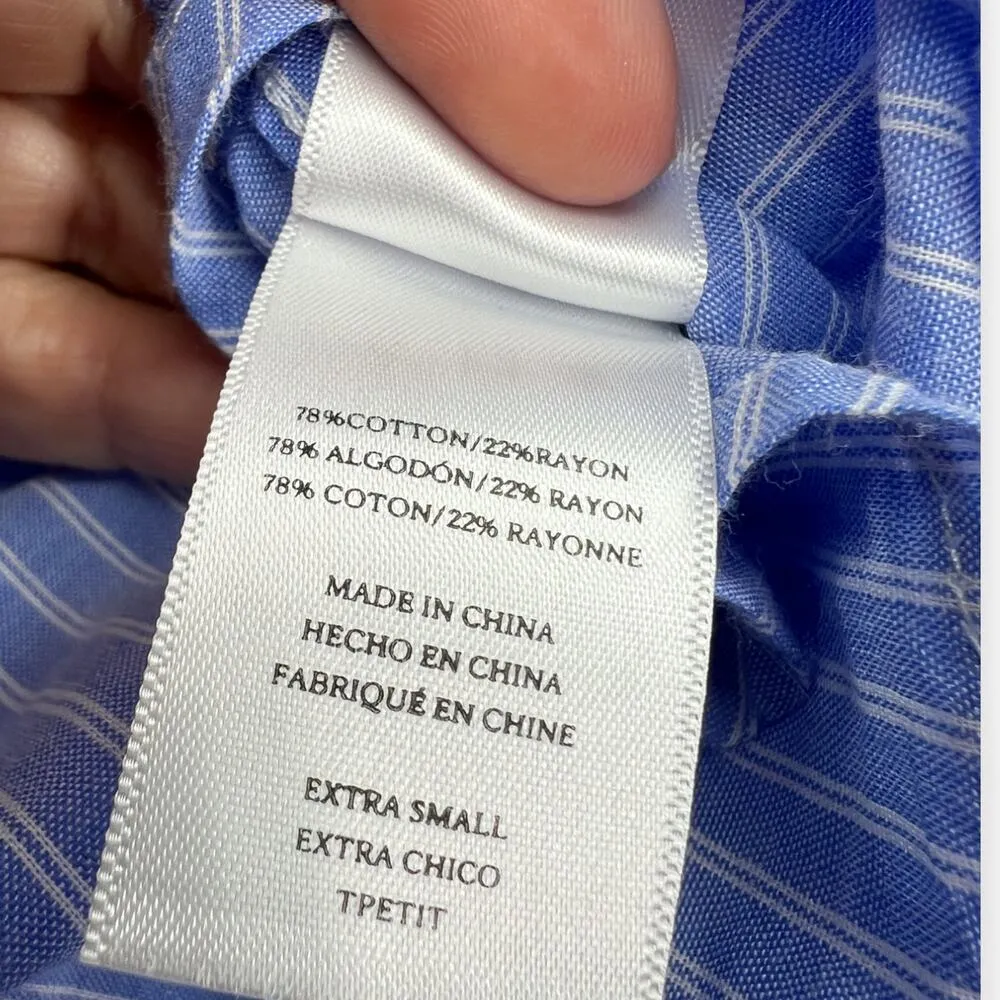 78%COTTON/22%RAYON
78% ALGODÓN/22% RAYON
78% COTON/22% RAYONNE
MADE IN CHINA
HECHO EN CHINA
FABRIQUÉ EN CHINE
EXTRA SMALL
EXTRA CHICO
TPETIT